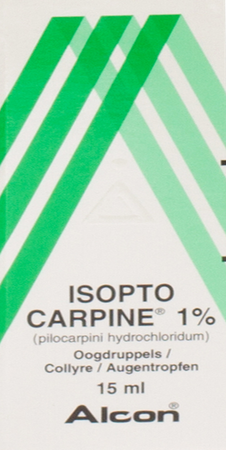 ISOPTO
CARPINE® 1%
(pilocarpini hydrochloridum)
Oogdruppels /
Collyre / Augentropfen
15 ml
Alcon®